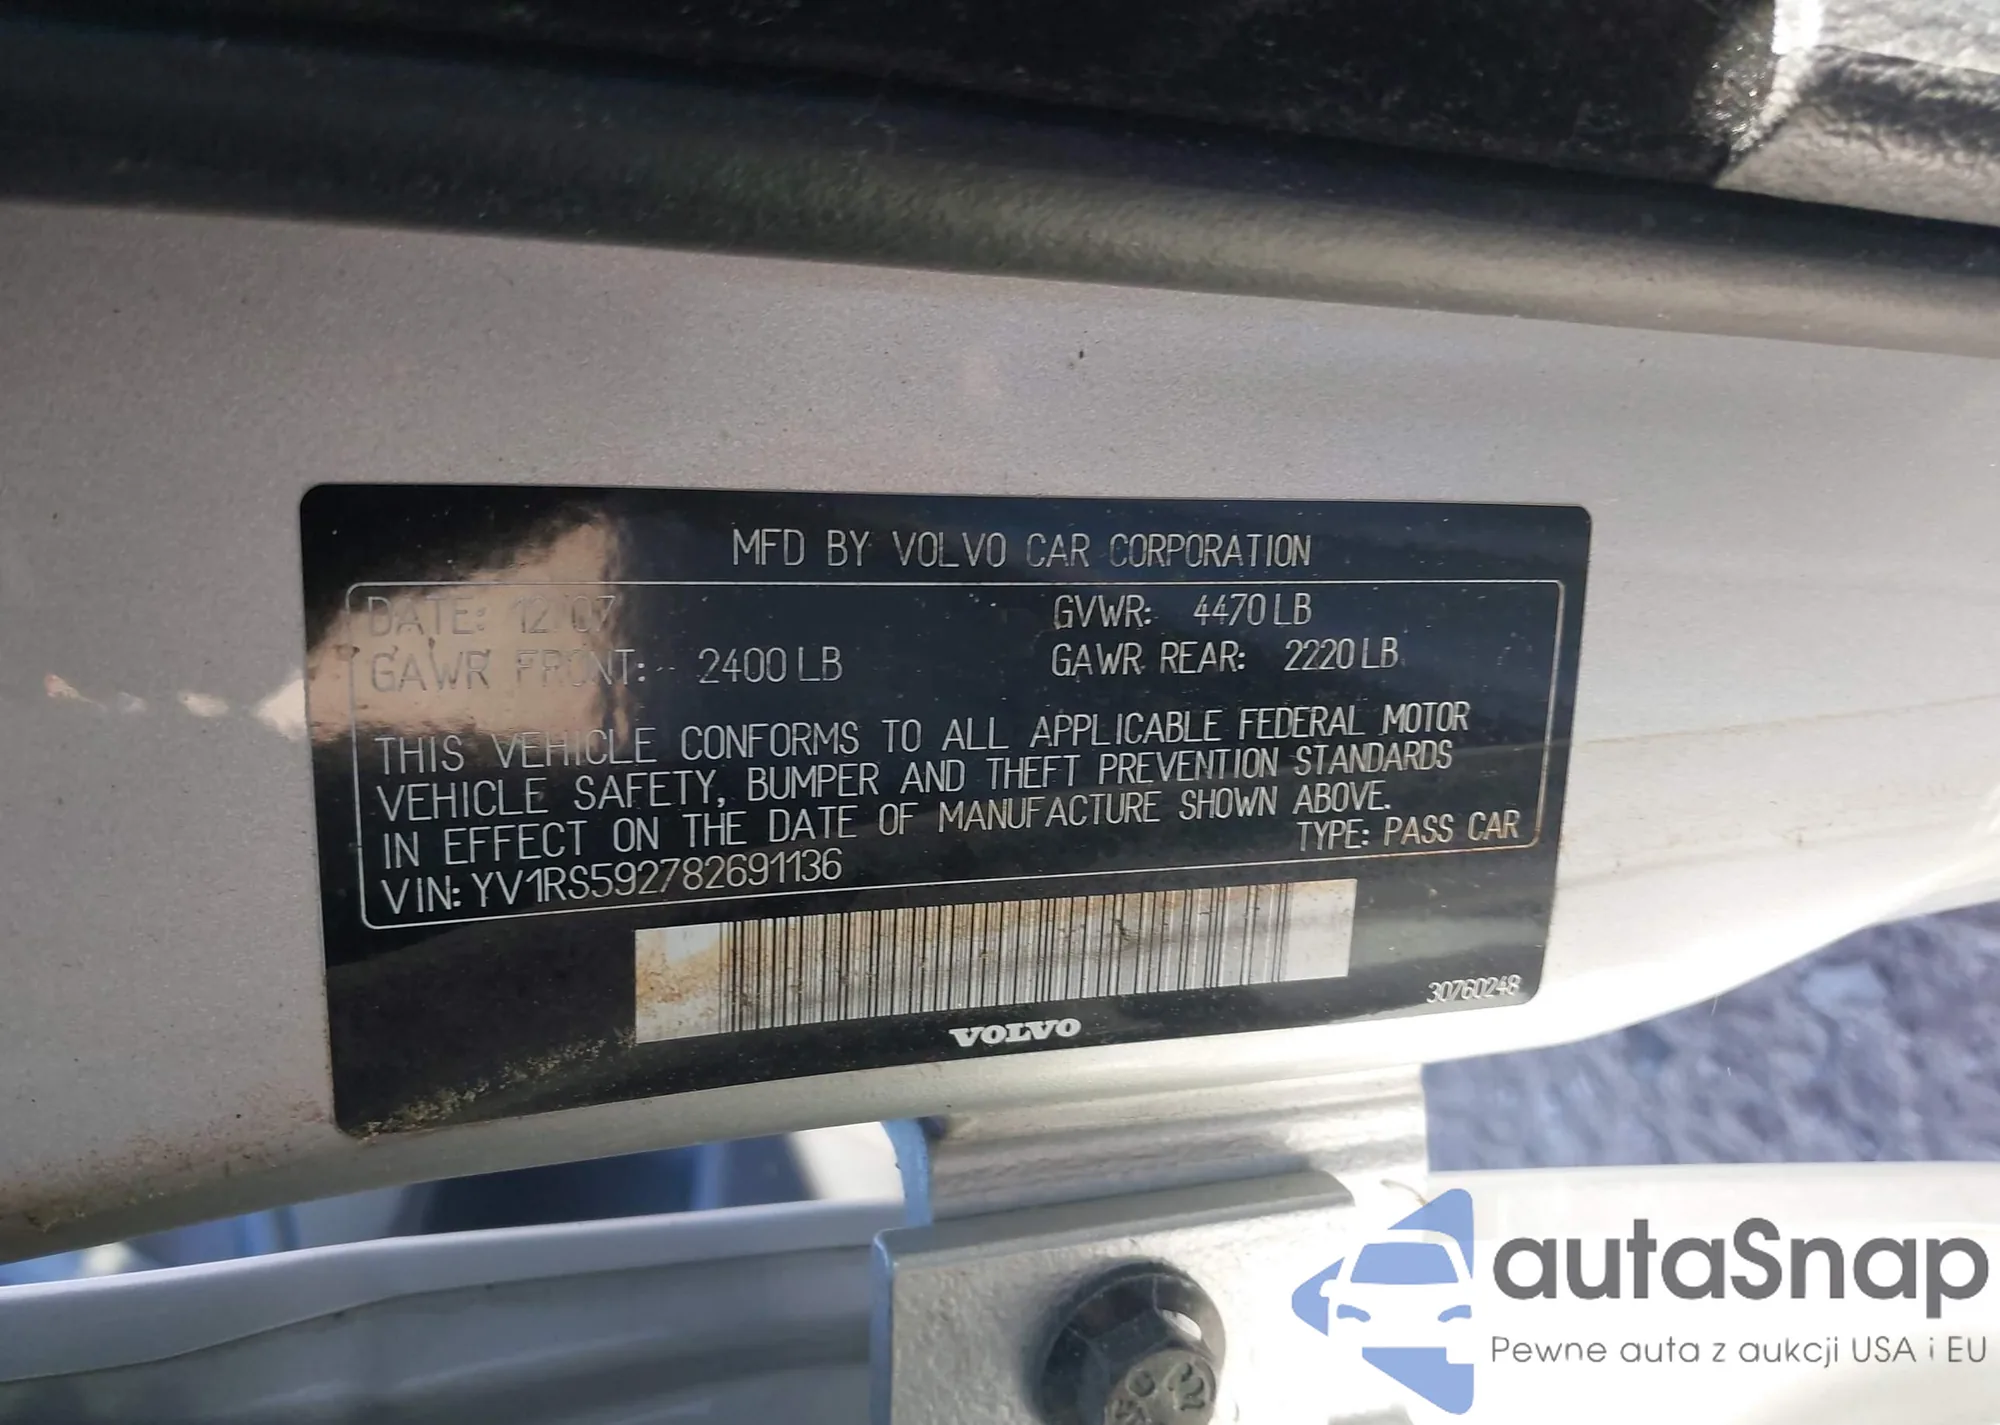 MFD BY VOLVO CAR CORPORATION
DATE: 12 07 GVWR: 4470 LB
GAWR FRONT: 2400 LB GAWR REAR: 2220 LB
THIS VEHICLE CONFORMS TO ALL APPLICABLE FEDERAL MOTOR
VEHICLE SAFETY, BUMPER AND THEFT PREVENTION STANDARDS
IN EFFECT ON THE DATE OF MANUFACTURE SHOWN ABOVE.
VIN: YV1RS592782691136 TYPE: PASS CAR
30760248
VOLVO
autaSnap
Pewne auta z aukcji USA i EU